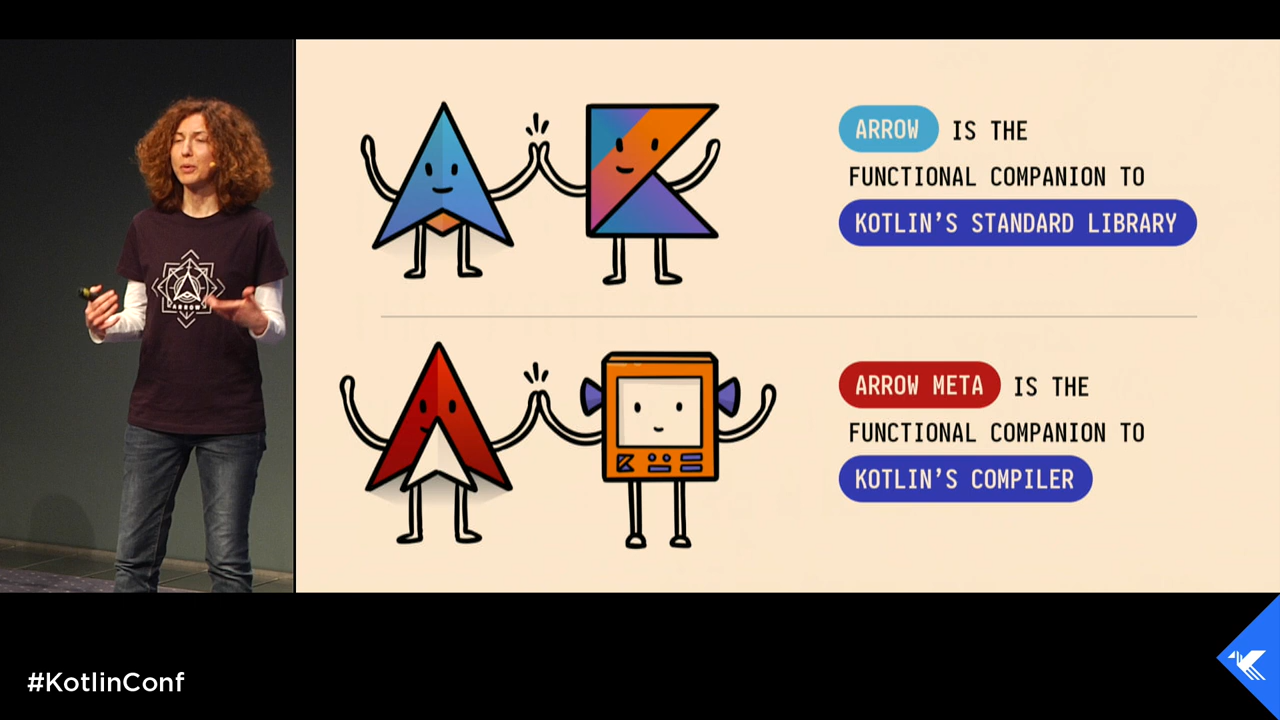 ARROW IS THE
FUNCTIONAL COMPANION TO
KOTLIN’S STANDARD LIBRARY
ARROW META IS THE
FUNCTIONAL COMPANION TO
KOTLIN’S COMPILER
ARROW
#KotlinConf